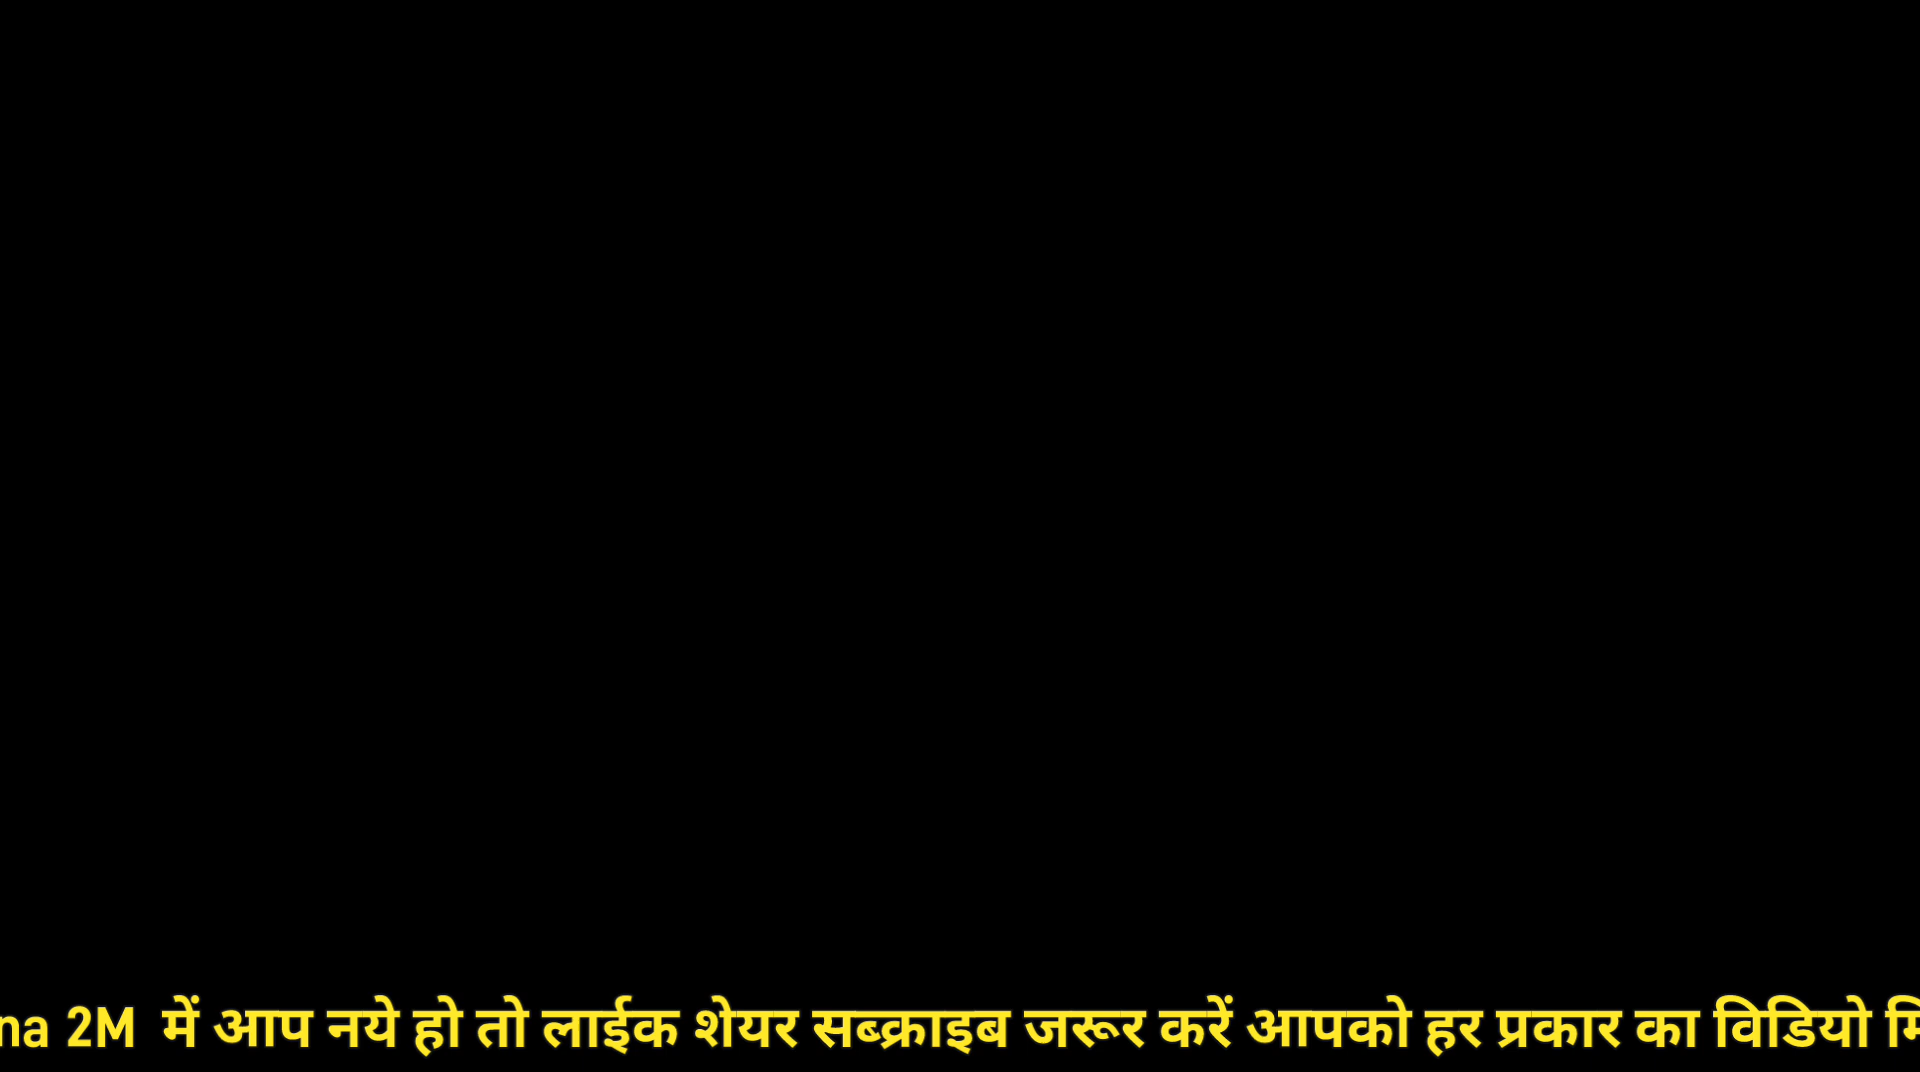 na 2M में आप नये हो तो लाईक शेयर सब्क्राइब जरूर करें आपको हर प्रकार का विडियो